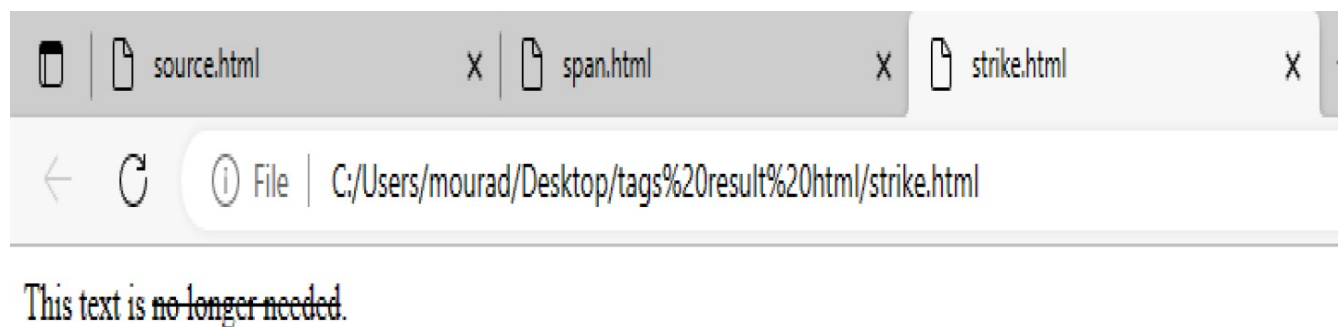 source.html X span.html X strike.html X
File C:/Users/mourad/Desktop/tags%20result%20html/strike.html
This text is no longer needed.